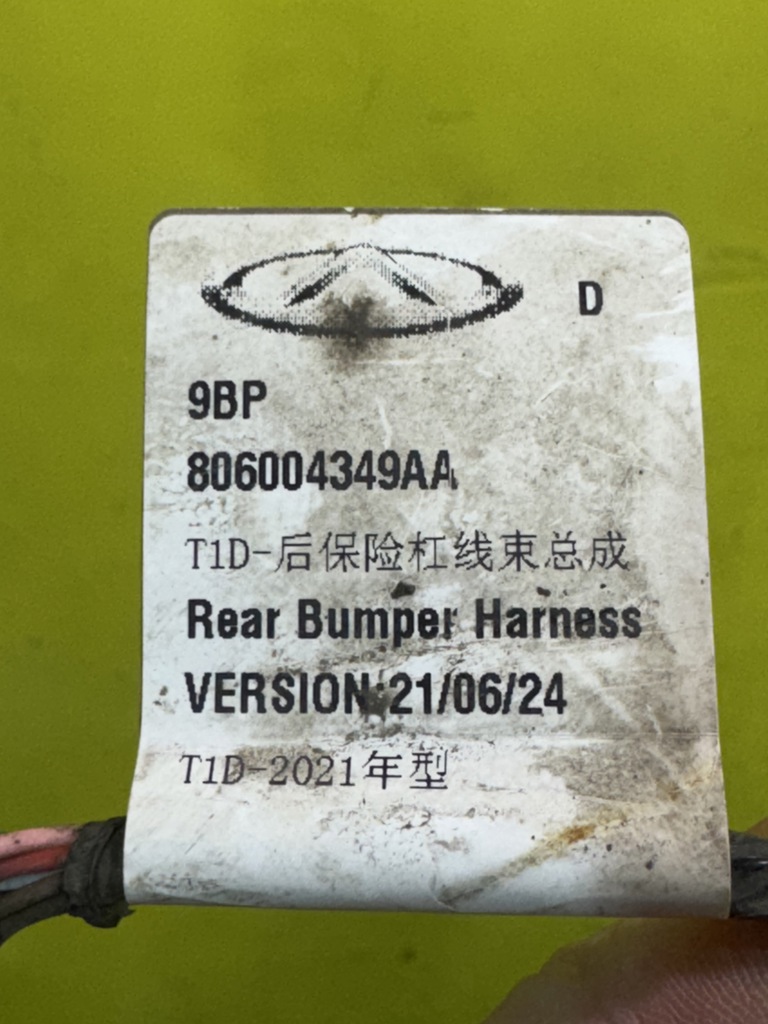 D
9BP
806004349AA
T1D-后保险杠线束总成
Rear Bumper Harness
VERSION:21/06/24
T1D-2021年型